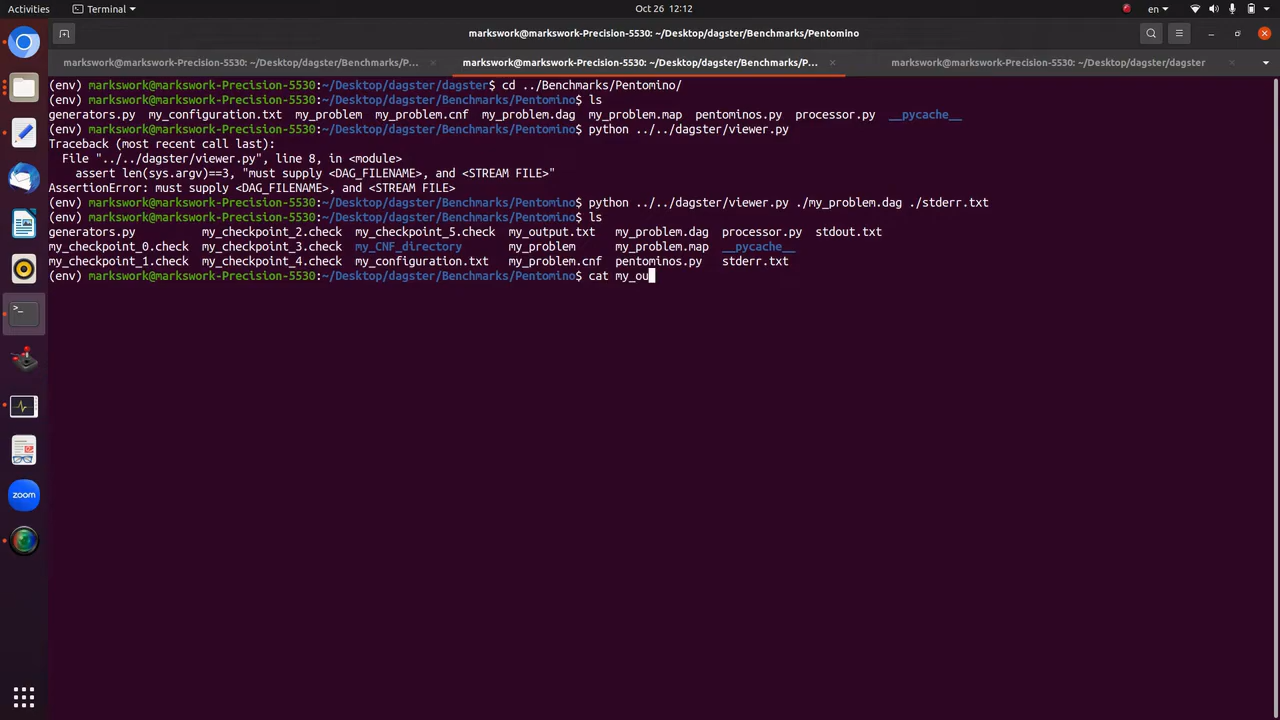 Activities Terminal Oct 26 12:12 en
markswork@markswork-Precision-5530: ~/Desktop/dagster/Benchmarks/Pentomino
markswork@markswork-Precision-5530: ~/Desktop/dagster/Benchmarks/P... markswork@markswork-Precision-5530: ~/Desktop/dagster/Benchmarks/P... markswork@markswork-Precision-5530: ~/Desktop/dagster/dagster
(env) markswork@markswork-Precision-5530:~/Desktop/dagster/dagster$ cd ../Benchmarks/Pentomino/
(env) markswork@markswork-Precision-5530:~/Desktop/dagster/Benchmarks/Pentomino$ ls
generators.py my_configuration.txt my_problem my_problem.cnf my_problem.dag my_problem.map pentominos.py processor.py __pycache__
(env) markswork@markswork-Precision-5530:~/Desktop/dagster/Benchmarks/Pentomino$ python ../../dagster/viewer.py
Traceback (most recent call last):
File "../../dagster/viewer.py", line 8, in <module>
assert len(sys.argv)==3, "must supply <DAG_FILENAME>, and <STREAM FILE>"
AssertionError: must supply <DAG_FILENAME>, and <STREAM FILE>
(env) markswork@markswork-Precision-5530:~/Desktop/dagster/Benchmarks/Pentomino$ python ../../dagster/viewer.py ./my_problem.dag ./stderr.txt
(env) markswork@markswork-Precision-5530:~/Desktop/dagster/Benchmarks/Pentomino$ ls
generators.py my_checkpoint_2.check my_checkpoint_5.check my_output.txt my_problem.dag processor.py stdout.txt
my_checkpoint_0.check my_checkpoint_3.check my_CNF_directory my_problem my_problem.map __pycache__
my_checkpoint_1.check my_checkpoint_4.check my_configuration.txt my_problem.cnf pentominos.py stderr.txt
(env) markswork@markswork-Precision-5530:~/Desktop/dagster/Benchmarks/Pentomino$ cat my_ou
zoom